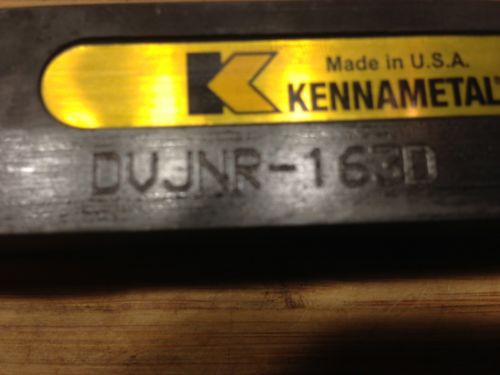 Made in U.S.A.
KENNAMETAL
DVJNR-163D